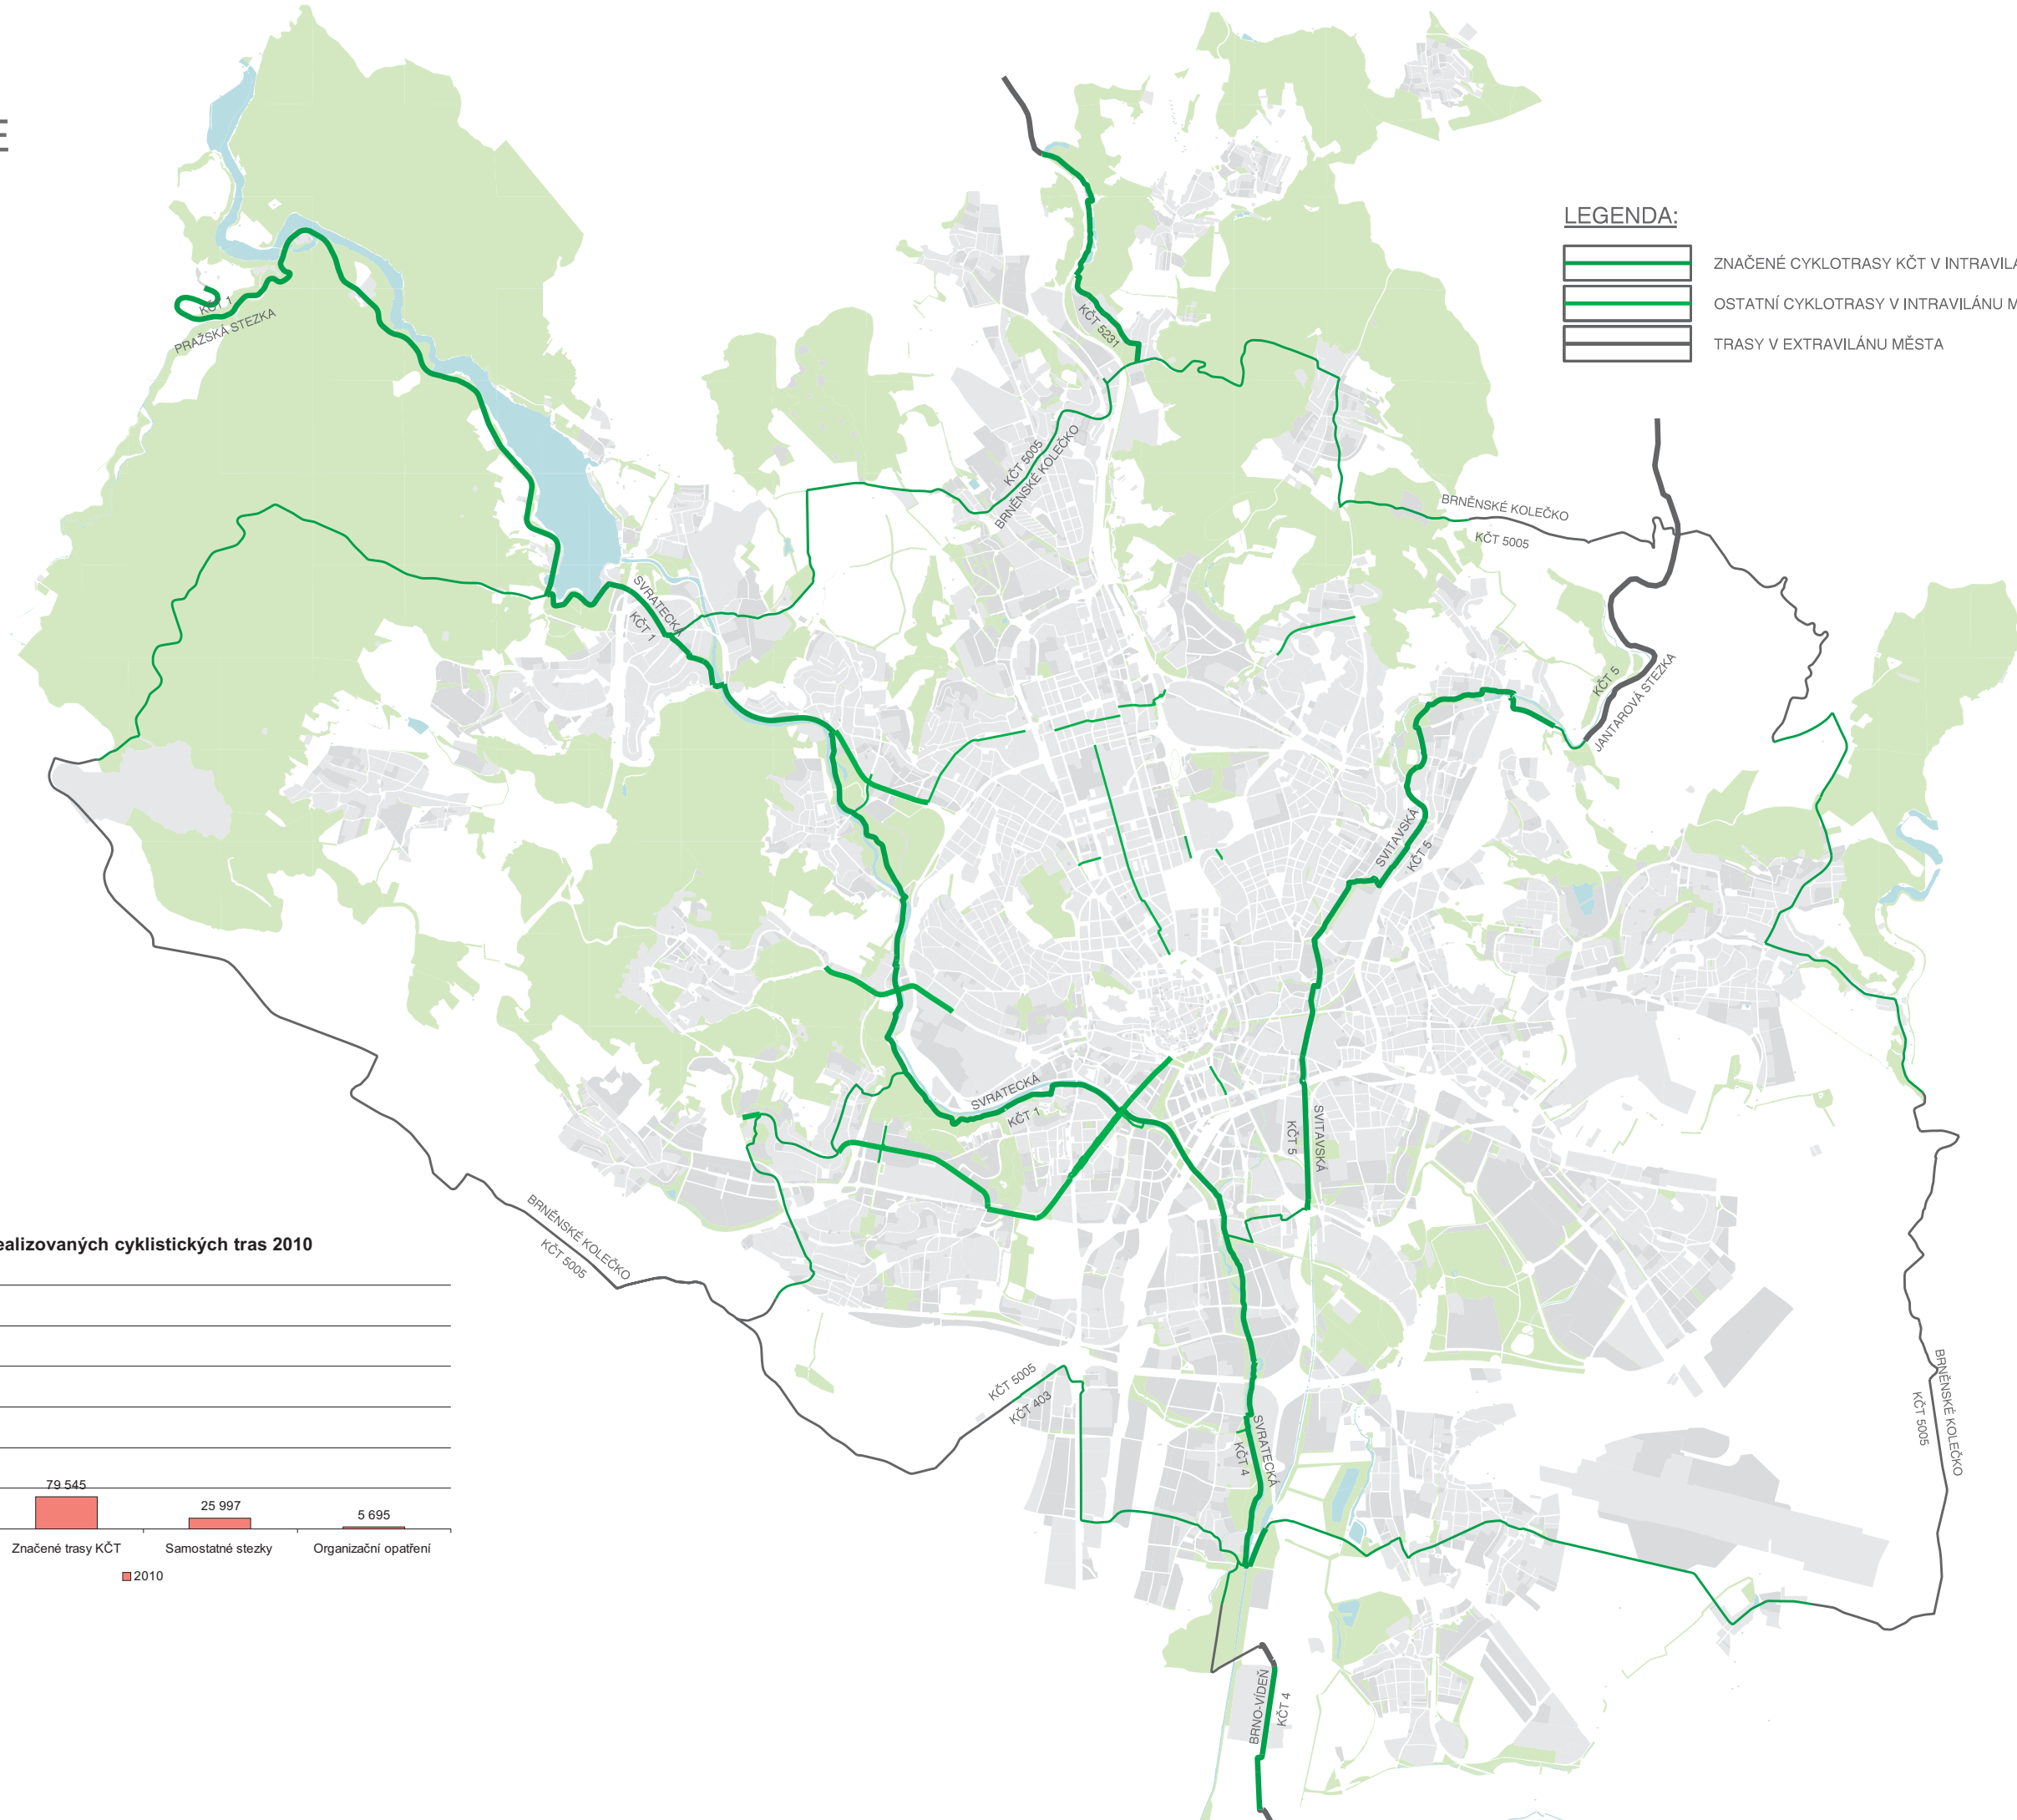 E
LEGENDA:
ZNAČENÉ CYKLOTRASY KČT V
OSTATNÍ CYKLOTRASY V INTRAVILÁNU
TRASY V EXTRAVILÁNU MĚSTA
KČT 1
PRAŽSKÁ STEZKA
KČT 5231
KČT 5005
BRNĚNSKÉ KOLEČKO
BRNĚNSKÉ KOLEČKO
KČT 5005
SVRATECKÁ
KČT 1
KČT 5
JANTAROVÁ STEZKA
SVITAVSKÁ
KČT 5
SVRATECKÁ
KČT 1
SVITAVSKÁ
KČT 5
BRNĚNSKÉ KOLEČKO
KČT 5005
KČT 5005
KČT 403
SVRATECKÁ
KČT 4
BRNĚNSKÉ KOLEČKO
KČT 5005
BRNO-VÍDEŇ
KČT 4
ealizovaných cyklistických tras 2010
79 545
25 997
5 695
Značené trasy KČT
Samostatné stezky
Organizační opatření
2010